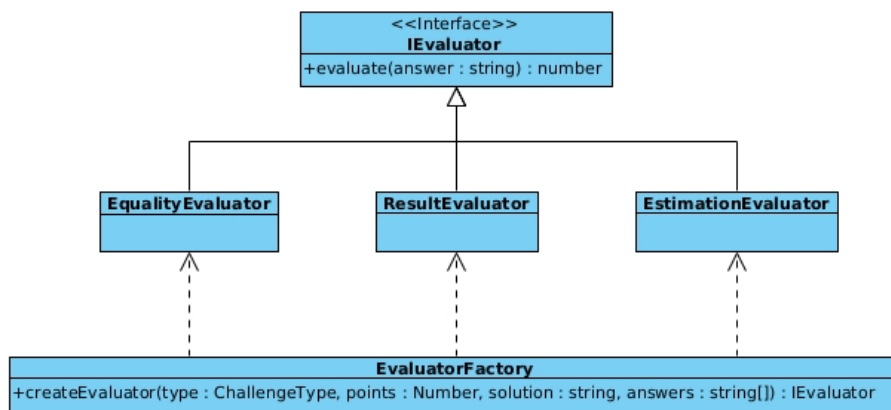 <<Interface>>
IEvaluator
+evaluate(answer : string) : number
EqualityEvaluator
ResultEvaluator
EstimationEvaluator
EvaluatorFactory
+createEvaluator(type : ChallengeType, points : Number, solution : string, answers : string[]) : IEvaluator